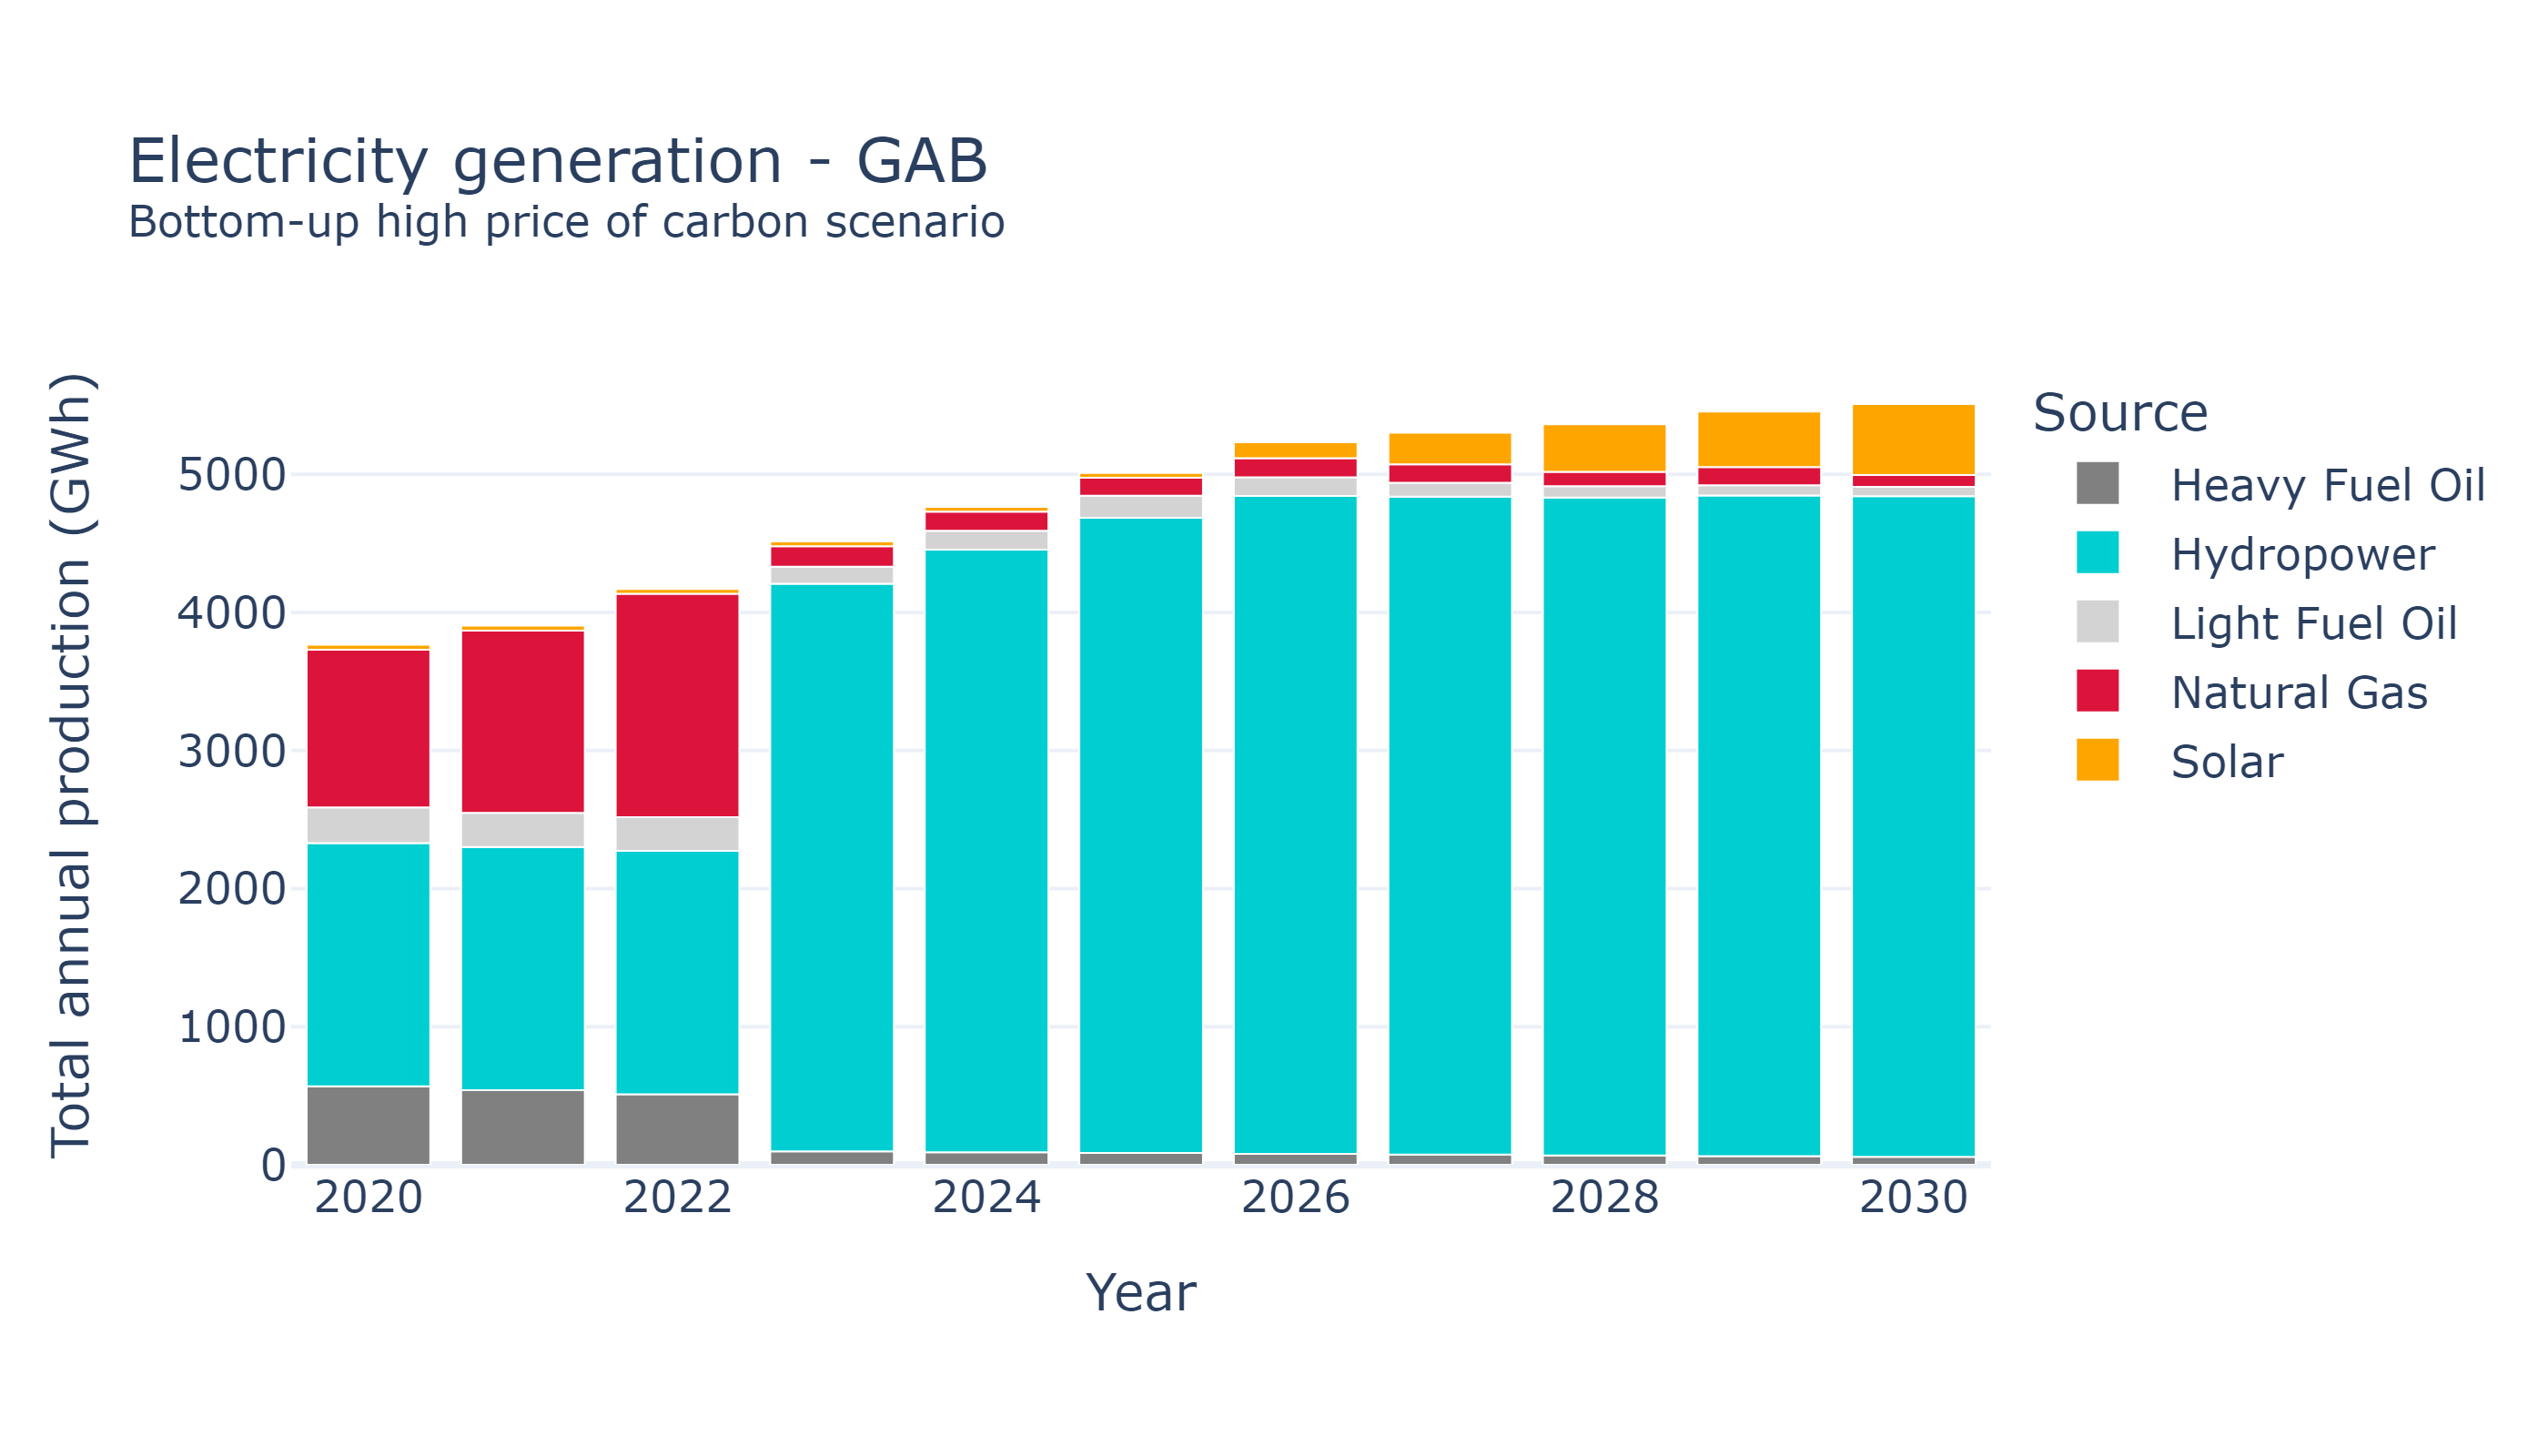 Electricity generation - GAB
Bottom-up high price of carbon scenario
Total annual production (GWh)
5000
4000
3000
2000
1000
0
2020
2022
2024
2026
2028
2030
Year
Source
Heavy Fuel Oil
Hydropower
Light Fuel Oil
Natural Gas
Solar